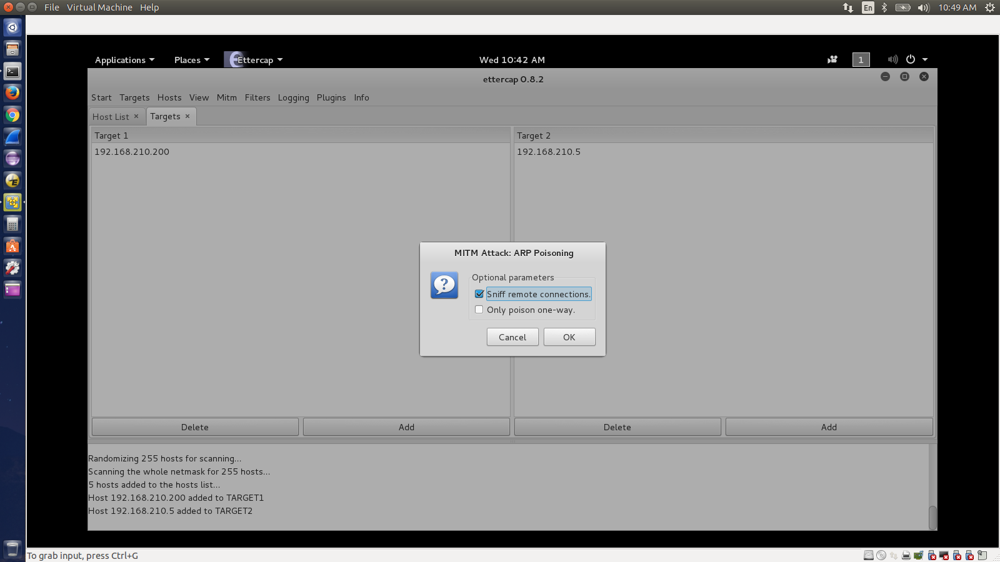 File Virtual Machine Help
En 10:49 AM
Applications Places Ettercap Wed 10:42 AM 1
ettercap 0.8.2
Start Targets Hosts View Mitm Filters Logging Plugins Info
Host List × Targets ×
Target 1 Target 2
192.168.210.200 192.168.210.5
MITM Attack: ARP Poisoning
Optional parameters
Sniff remote connections.
Only poison one-way.
Cancel OK
Delete Add Delete Add
Randomizing 255 hosts for scanning...
Scanning the whole netmask for 255 hosts...
5 hosts added to the hosts list...
Host 192.168.210.200 added to TARGET1
Host 192.168.210.5 added to TARGET2
To grab input, press Ctrl+G